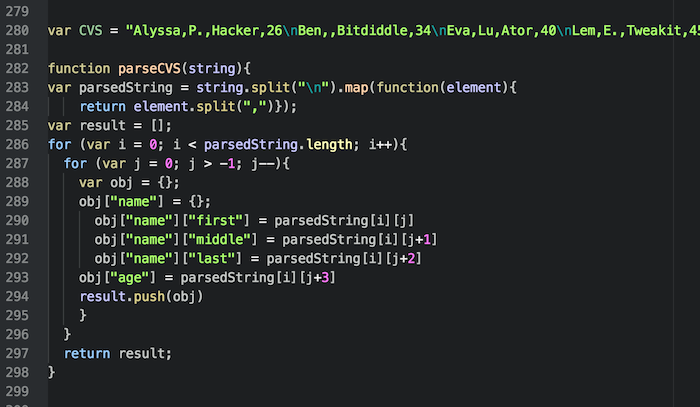 279
280 var CVS = "Alyssa,P.,Hacker,26\nBen,,Bitdiddle,34\nEva,Lu,Ator,40\nLem,E.,Tweakit,45
281
282 function parseCVS(string){
283 var parsedString = string.split("\n").map(function(element){
284     return element.split(",")});
285 var result = [];
286 for (var i = 0; i < parsedString.length; i++){
287   for (var j = 0; j > -1; j--){
288     var obj = {};
289     obj["name"] = {};
290       obj["name"]["first"] = parsedString[i][j]
291       obj["name"]["middle"] = parsedString[i][j+1]
292       obj["name"]["last"] = parsedString[i][j+2]
293     obj["age"] = parsedString[i][j+3]
294     result.push(obj)
295     }
296   }
297   return result;
298 }
299